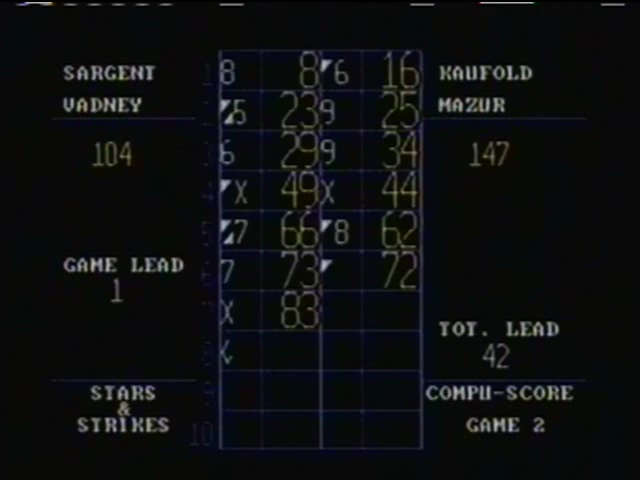 SARGENT
VADNEY
104
GAME LEAD
1
STARS
&
STRIKES
8 8 6 16
5 23 9 25
6 29 9 34
X 49 X 44
7 66 8 62
7 73 72
X 83
10
KAUFOLD
MAZUR
147
TOT. LEAD
42
COMPU-SCORE
GAME 2